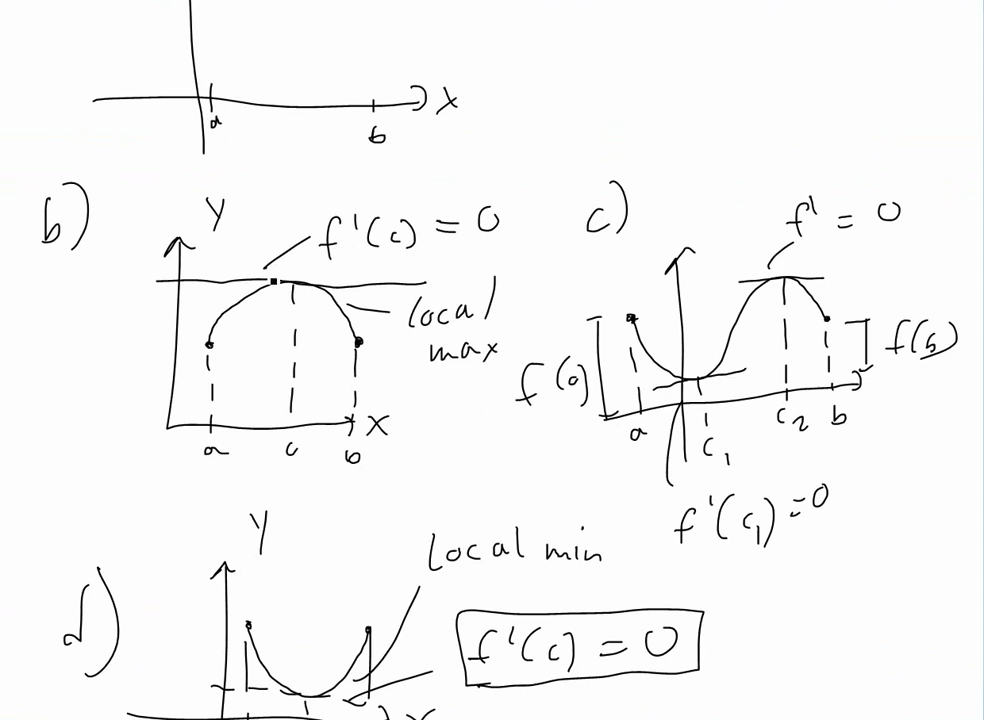 x
a
b
b)
y
f'(c) = 0
local
max
x
a
c
b
c)
f' = 0
f(a)
f(b)
a
c1
c2
b
f'(c1) = 0
d)
y
local min
f'(c) = 0
x